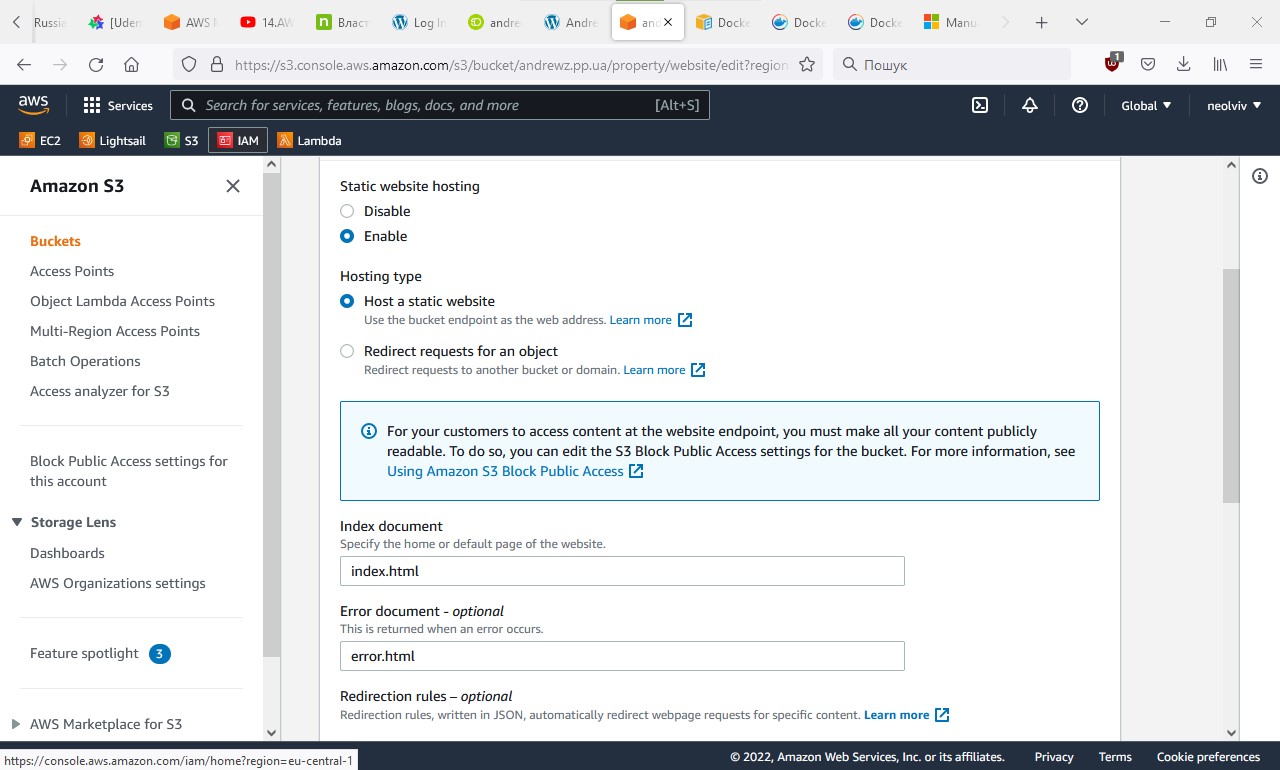 Russia
[Uden
AWS
14.AW
Власт
Log In
andre
Andre
and
Docke
Docke
Docke
Manu
https://s3.console.aws.amazon.com/s3/bucket/andrewz.pp.ua/property/website/edit?region
Пошук
1
aws
Services
Search for services, features, blogs, docs, and more
[Alt+S]
Global
neolviv
EC2
Lightsail
S3
IAM
Lambda
Amazon S3
Buckets
Access Points
Object Lambda Access Points
Multi-Region Access Points
Batch Operations
Access analyzer for S3
Block Public Access settings for
this account
Storage Lens
Dashboards
AWS Organizations settings
Feature spotlight 3
AWS Marketplace for S3
Static website hosting
Disable
Enable
Hosting type
Host a static website
Use the bucket endpoint as the web address. Learn more
Redirect requests for an object
Redirect requests to another bucket or domain. Learn more
For your customers to access content at the website endpoint, you must make all your content publicly
readable. To do so, you can edit the S3 Block Public Access settings for the bucket. For more information, see
Using Amazon S3 Block Public Access
Index document
Specify the home or default page of the website.
index.html
Error document - optional
This is returned when an error occurs.
error.html
Redirection rules – optional
Redirection rules, written in JSON, automatically redirect webpage requests for specific content. Learn more
https://console.aws.amazon.com/iam/home?region=eu-central-1
© 2022, Amazon Web Services, Inc. or its affiliates.
Privacy
Terms
Cookie preferences